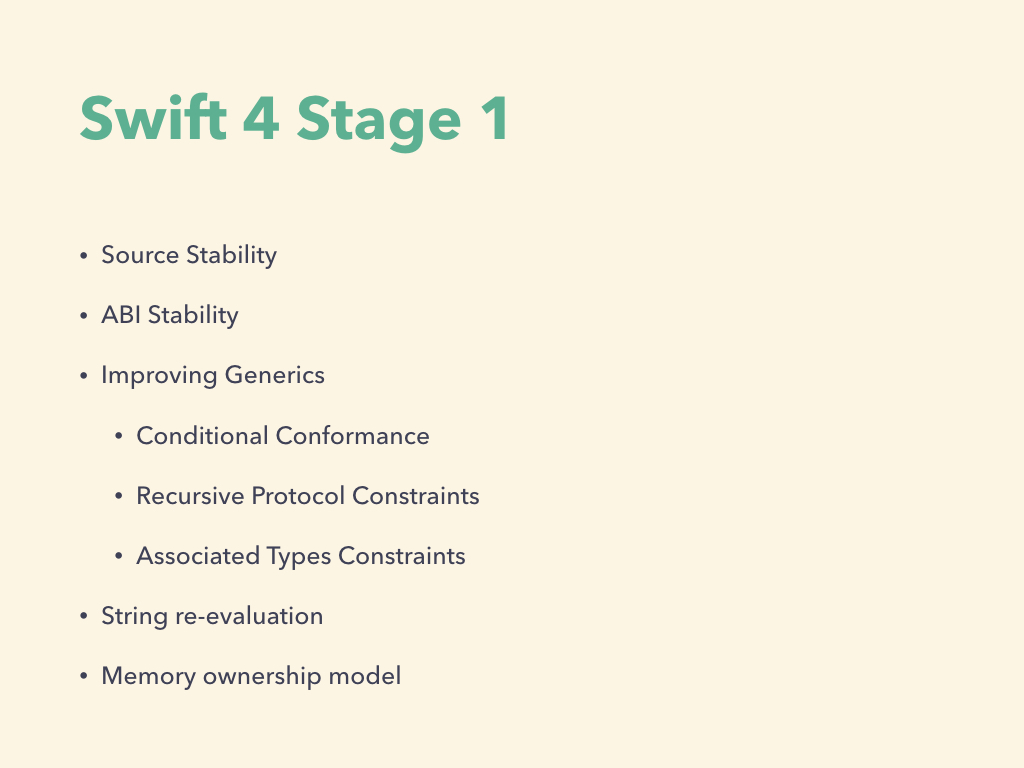 Swift 4 Stage 1
• Source Stability
• ABI Stability
• Improving Generics
• Conditional Conformance
• Recursive Protocol Constraints
• Associated Types Constraints
• String re-evaluation
• Memory ownership model